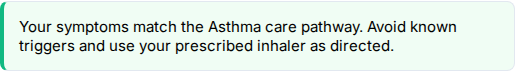 Your symptoms match the Asthma care pathway. Avoid known
triggers and use your prescribed inhaler as directed.